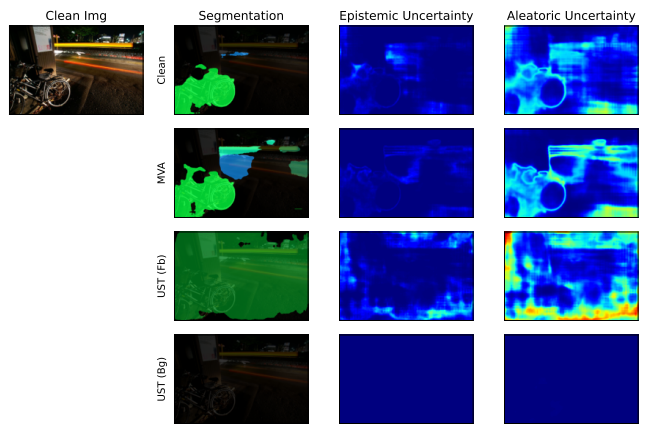 Clean Img
Segmentation
Epistemic Uncertainty
Aleatoric Uncertainty
Clean
MVA
UST (Fb)
UST (Bg)